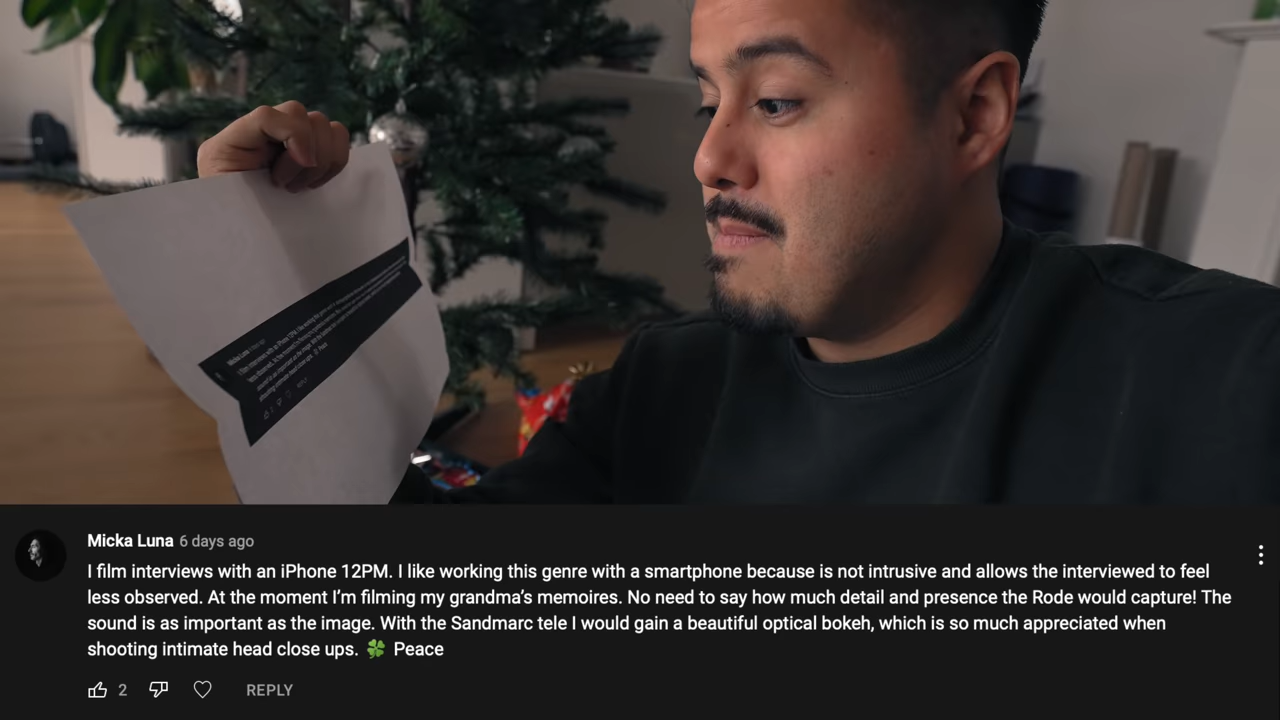 Micka Luna 6 days ago
I film interviews with an iPhone 12PM. I like working this genre with a smartphone because is not intrusive and allows the interviewed to feel
less observed. At the moment I’m filming my grandma’s memoires. No need to say how much detail and presence the Rode would capture! The
sound is as important as the image. With the Sandmarc tele I would gain a beautiful optical bokeh, which is so much appreciated when
shooting intimate head close ups. 🍀 Peace
2
REPLY